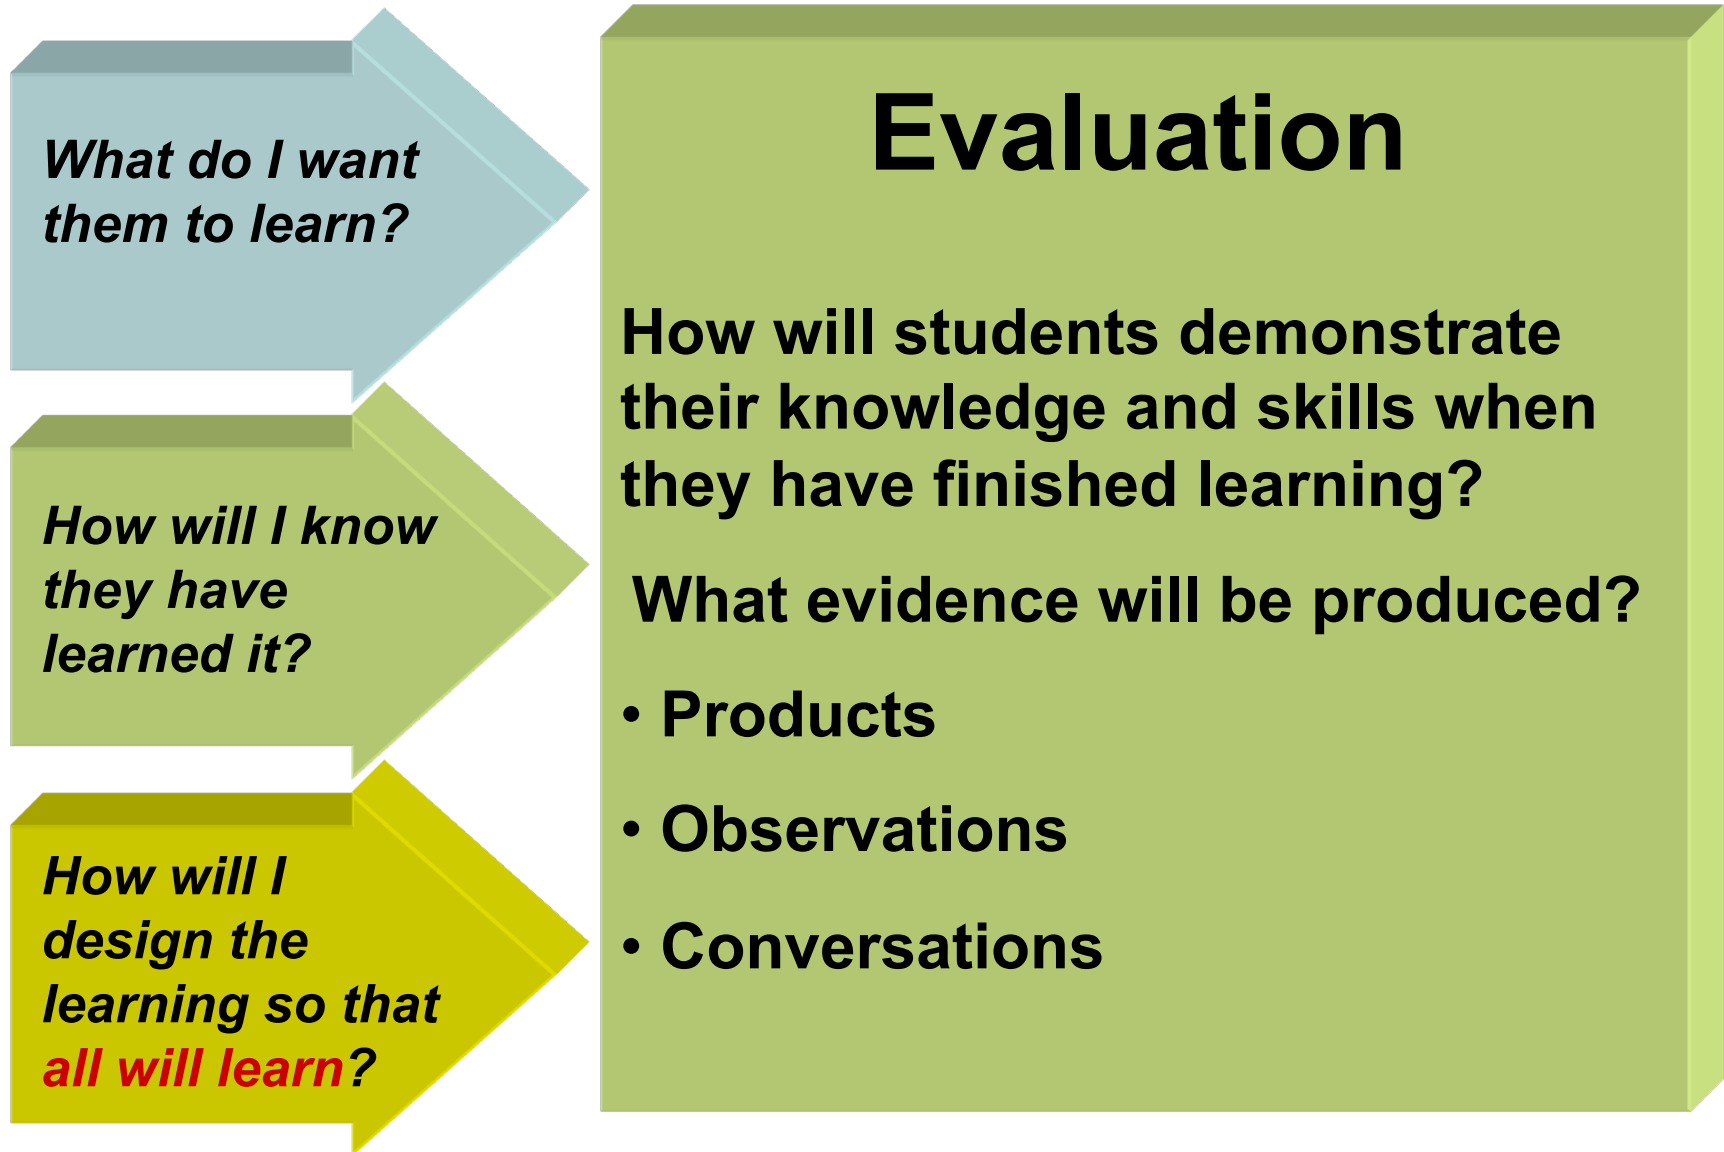 What do I want
them to learn?
How will I know
they have
learned it?
How will I
design the
learning so that
all will learn?
Evaluation
How will students demonstrate
their knowledge and skills when
they have finished learning?
What evidence will be produced?
• Products
• Observations
• Conversations